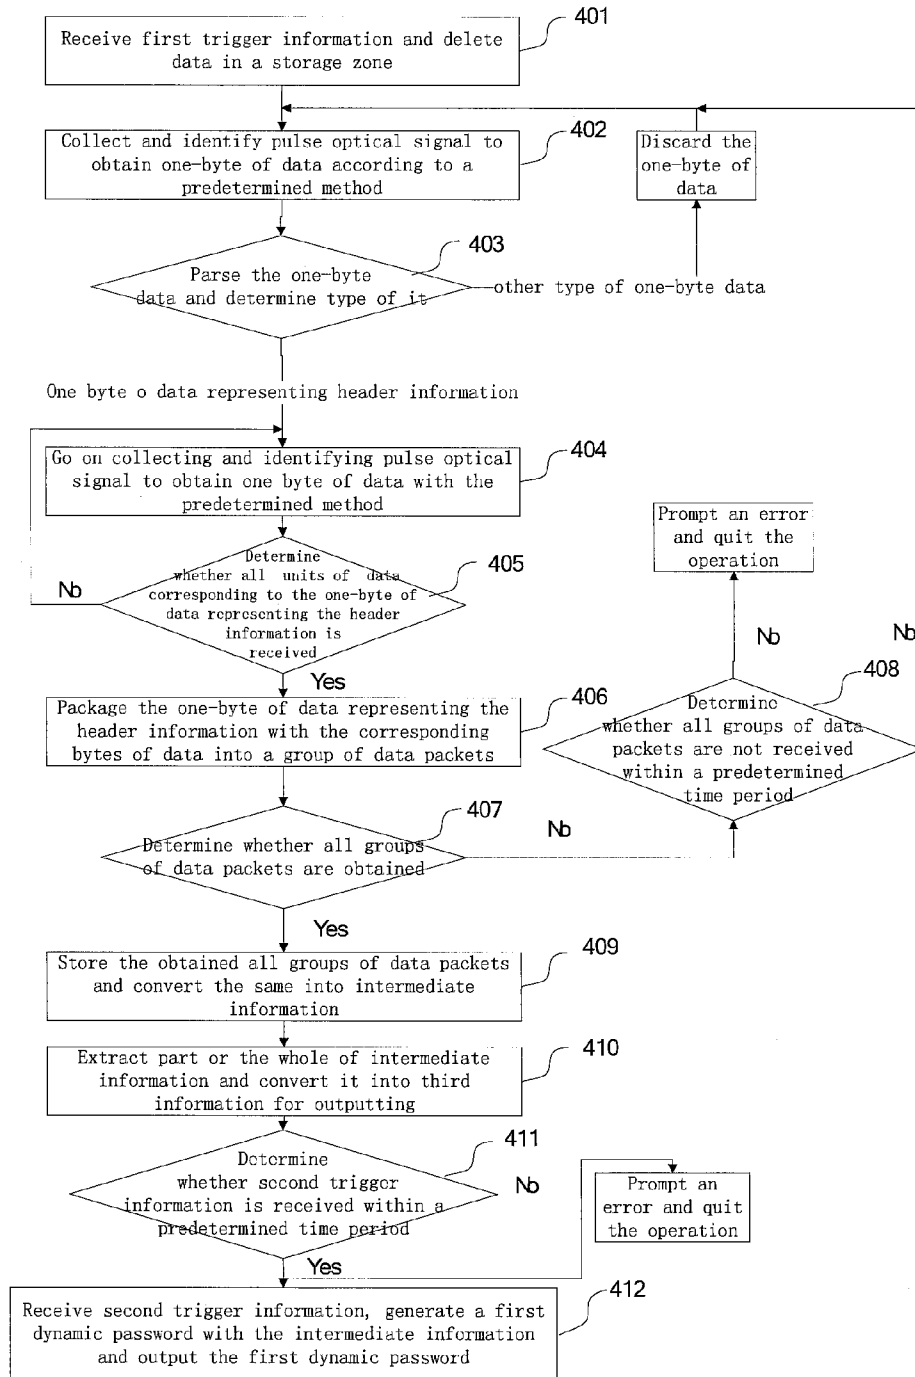 Receive first trigger information and delete
data in a storage zone
401
Collect and identify pulse optical signal to
obtain one-byte of data according to a
predetermined method
402
Discard the
one-byte of
data
Parse the one-byte
data and determine type of it
403
other type of one-byte data
One byte o data representing header information
Go on collecting and identifying pulse optical
signal to obtain one byte of data with the
predetermined method
404
Prompt an error
and quit the
operation
Determine
whether all units of data
corresponding to the one-byte of
data representing the header
information is
received
405
No
Yes
No
No
Package the one-byte of data representing the
header information with the corresponding
bytes of data into a group of data packets
406
Determine
whether all groups of data
packets are not received
within a predetermined
time period
408
Determine whether all groups
of data packets are obtained
407
No
Yes
Store the obtained all groups of data packets
and convert the same into intermediate
information
409
Extract part or the whole of intermediate
information and convert it into third
information for outputting
410
Determine
whether second trigger
information is received within a
predetermined time period
411
No
Prompt an
error and quit
the operation
Yes
Receive second trigger information, generate a first
dynamic password with the intermediate information
and output the first dynamic password
412